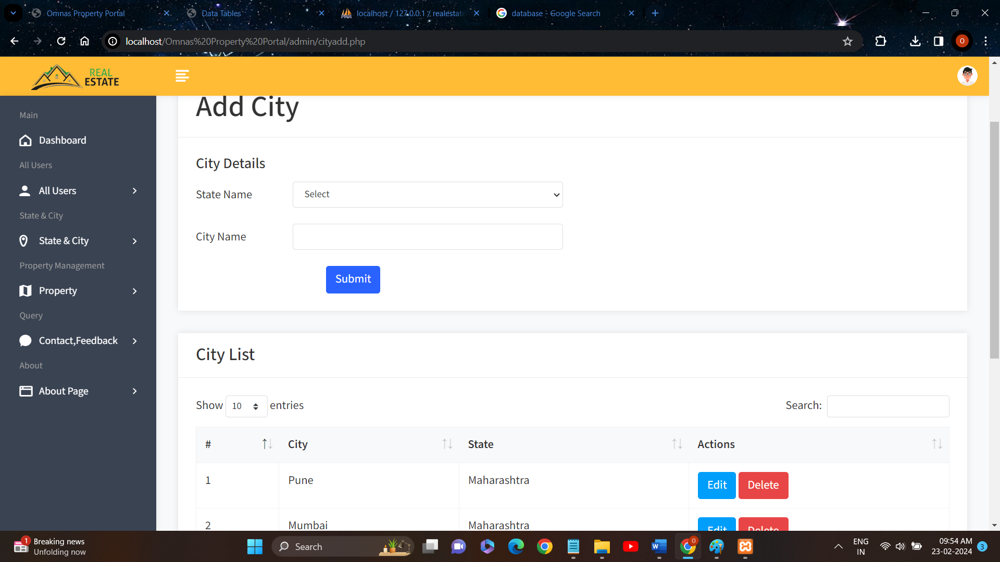 Omnas Property Portal
Data Tables
localhost / 127.0.0.1 / realestate
database - Google Search
localhost/Omnas%20Property%20Portal/admin/cityadd.php
O
REAL
ESTATE
Add City
Main
Dashboard
All Users
All Users
State & City
State & City
Property Management
Property
Query
Contact,Feedback
About
About Page
City Details
State Name
Select
City Name
Submit
City List
Show 10 entries
Search:
# City State Actions
1 Pune Maharashtra Edit Delete
2 Mumbai Maharashtra Edit Delete
1
Breaking news
Unfolding now
Search
ENG
IN
09:54 AM
23-02-2024
3